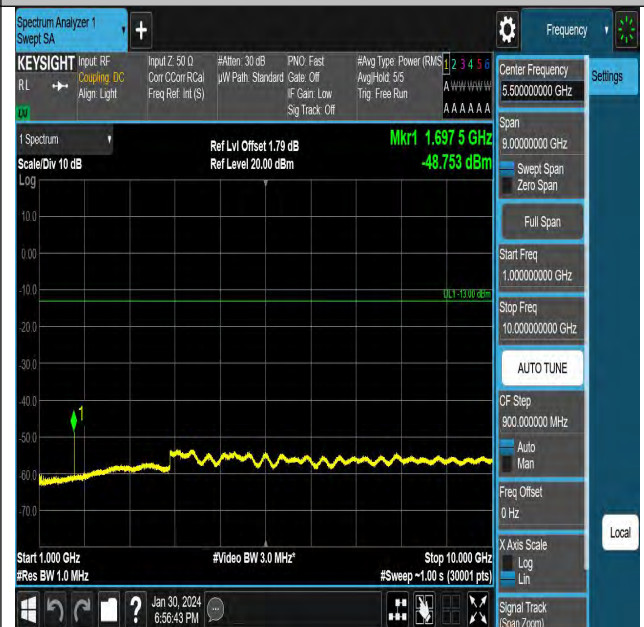 Spectrum Analyzer 1
Swept SA
+
Frequency
KEYSIGHT
RL
Input: RF
Coupling: DC
Align: Light
Input Z: 50 Ω
Corr CCorr RCal
Freq Ref: Int (S)
#Atten: 30 dB
µW Path: Standard
PNO: Fast
Gate: Off
IF Gain: Low
Sig Track: Off
#Avg Type: Power (RMS
Avg|Hold: 5/5
Trig: Free Run
1 2 3 4 5 6
A W W W W W
A A A A A A
1 Spectrum
Scale/Div 10 dB
Ref Lvl Offset 1.79 dB
Ref Level 20.00 dBm
Mkr1 1.697 5 GHz
-48.753 dBm
Log
10.0
0.00
-10.0
-20.0
-30.0
-40.0
-50.0
-60.0
-70.0
DL1 -13.00 dBm
1
Start 1.000 GHz
#Res BW 1.0 MHz
#Video BW 3.0 MHz*
Stop 10.000 GHz
#Sweep ~1.00 s (30001 pts)
Jan 30, 2024
6:56:43 PM
Center Frequency
5.500000000 GHz
Span
9.00000000 GHz
Swept Span
Zero Span
Full Span
Start Freq
1.000000000 GHz
Stop Freq
10.000000000 GHz
AUTO TUNE
CF Step
900.000000 MHz
Auto
Man
Freq Offset
0 Hz
X Axis Scale
Log
Lin
Signal Track
(Span Zoom)
Settings
Local